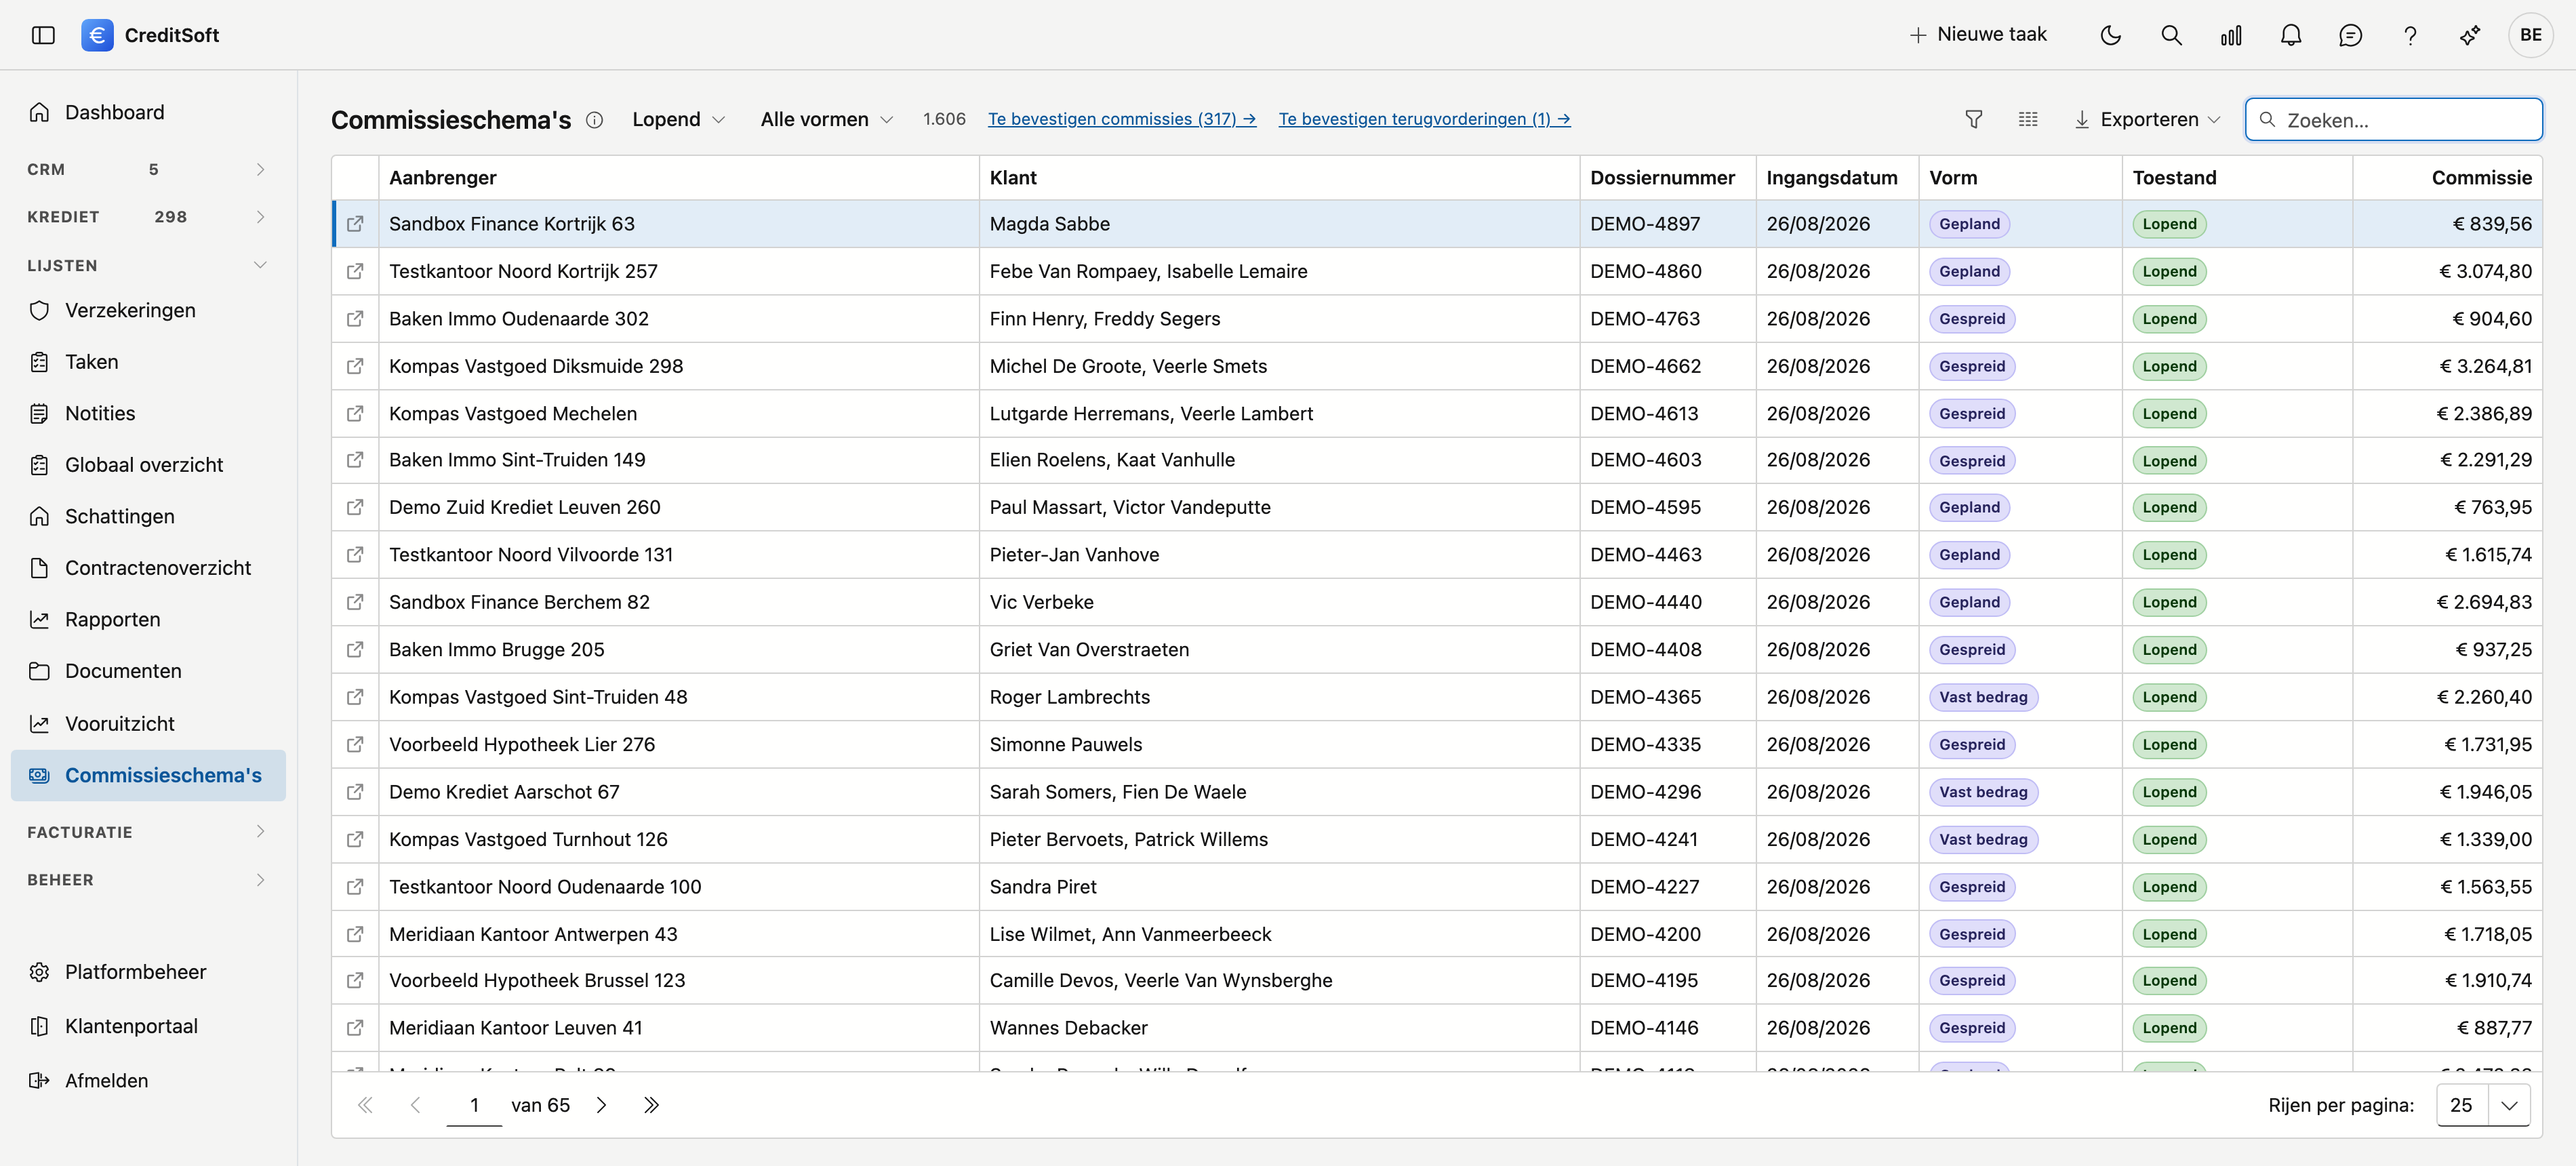 € CreditSoft
Nieuwe taak
BE
Dashboard
CRM 5
KREDIET 298
LIJSTEN
Verzekeringen
Taken
Notities
Globaal overzicht
Schattingen
Contractenoverzicht
Rapporten
Documenten
Vooruitzicht
Commissieschema's
FACTURATIE
BEHEER
Platformbeheer
Klantenportaal
Afmelden
Commissieschema's Lopend Alle vormen 1.606 Te bevestigen commissies (317) → Te bevestigen terugvorderingen (1) → Exporteren Zoeken...
Aanbrenger Klant Dossiernummer Ingangsdatum Vorm Toestand Commissie
Sandbox Finance Kortrijk 63 Magda Sabbe DEMO-4897 26/08/2026 Gepland Lopend € 839,56
Testkantoor Noord Kortrijk 257 Febe Van Rompaey, Isabelle Lemaire DEMO-4860 26/08/2026 Gepland Lopend € 3.074,80
Baken Immo Oudenaarde 302 Finn Henry, Freddy Segers DEMO-4763 26/08/2026 Gespreid Lopend € 904,60
Kompas Vastgoed Diksmuide 298 Michel De Groote, Veerle Smets DEMO-4662 26/08/2026 Gespreid Lopend € 3.264,81
Kompas Vastgoed Mechelen Lutgarde Herremans, Veerle Lambert DEMO-4613 26/08/2026 Gespreid Lopend € 2.386,89
Baken Immo Sint-Truiden 149 Elien Roelens, Kaat Vanhulle DEMO-4603 26/08/2026 Gespreid Lopend € 2.291,29
Demo Zuid Krediet Leuven 260 Paul Massart, Victor Vandeputte DEMO-4595 26/08/2026 Gepland Lopend € 763,95
Testkantoor Noord Vilvoorde 131 Pieter-Jan Vanhove DEMO-4463 26/08/2026 Gepland Lopend € 1.615,74
Sandbox Finance Berchem 82 Vic Verbeke DEMO-4440 26/08/2026 Gepland Lopend € 2.694,83
Baken Immo Brugge 205 Griet Van Overstraeten DEMO-4408 26/08/2026 Gespreid Lopend € 937,25
Kompas Vastgoed Sint-Truiden 48 Roger Lambrechts DEMO-4365 26/08/2026 Vast bedrag Lopend € 2.260,40
Voorbeeld Hypotheek Lier 276 Simonne Pauwels DEMO-4335 26/08/2026 Gespreid Lopend € 1.731,95
Demo Krediet Aarschot 67 Sarah Somers, Fien De Waele DEMO-4296 26/08/2026 Vast bedrag Lopend € 1.946,05
Kompas Vastgoed Turnhout 126 Pieter Bervoets, Patrick Willems DEMO-4241 26/08/2026 Vast bedrag Lopend € 1.339,00
Testkantoor Noord Oudenaarde 100 Sandra Piret DEMO-4227 26/08/2026 Gespreid Lopend € 1.563,55
Meridiaan Kantoor Antwerpen 43 Lise Wilmet, Ann Vanmeerbeeck DEMO-4200 26/08/2026 Gespreid Lopend € 1.718,05
Voorbeeld Hypotheek Brussel 123 Camille Devos, Veerle Van Wynsberghe DEMO-4195 26/08/2026 Gespreid Lopend € 1.910,74
Meridiaan Kantoor Leuven 41 Wannes Debacker DEMO-4146 26/08/2026 Gespreid Lopend € 887,77
1 van 65 Rijen per pagina: 25